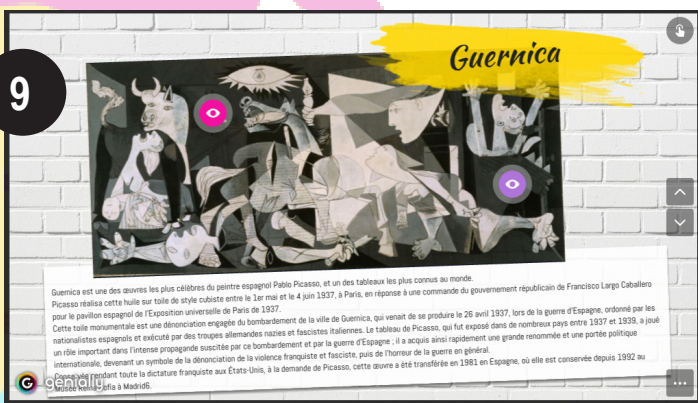 9
Guernica
Guernica est une des œuvres les plus célèbres du peintre espagnol Pablo Picasso, et un des tableaux les plus connus au monde.
Picasso réalisa cette huile sur toile de style cubiste entre le 1er mai et le 4 juin 1937, à Paris, en réponse à une commande du gouvernement républicain de Francisco Largo Caballero
pour le pavillon espagnol de l'Exposition universelle de Paris de 1937.
Cette toile monumentale est une dénonciation engagée du bombardement de la ville de Guernica, qui venait de se produire le 26 avril 1937, lors de la guerre d'Espagne, ordonné par les
nationalistes espagnols et exécuté par des troupes allemandes nazies et fascistes italiennes. Le tableau de Picasso, qui fut exposé dans de nombreux pays entre 1937 et 1939, a joué
un rôle important dans l'intense propagande suscitée par ce bombardement et par la guerre d'Espagne ; il a acquis ainsi rapidement une grande renommée et une portée politique
internationale, devenant un symbole de la dénonciation de la violence franquiste et fasciste, puis de l'horreur de la guerre en général.
Conservée pendant toute la dictature franquiste aux États-Unis, à la demande de Picasso, cette œuvre a été transférée en 1981 en Espagne, où elle est conservée depuis 1992 au
Musée Reina Sofia à Madrid6.
genially